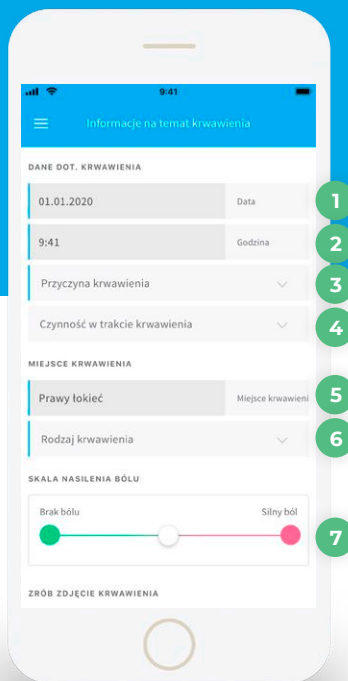 9:41
Informacje na temat krwawienia
DANE DOT. KRWAWIENIA
01.01.2020 Data 1
9:41 Godzina 2
Przyczyna krwawienia 3
Czynność w trakcie krwawienia 4
MIEJSCE KRWAWIENIA
Prawy łokieć Miejsce krwawieni 5
Rodzaj krwawienia 6
SKALA NASILENIA BÓLU
Brak bólu Silny ból
7
ZRÓB ZDJĘCIE KRWAWIENIA